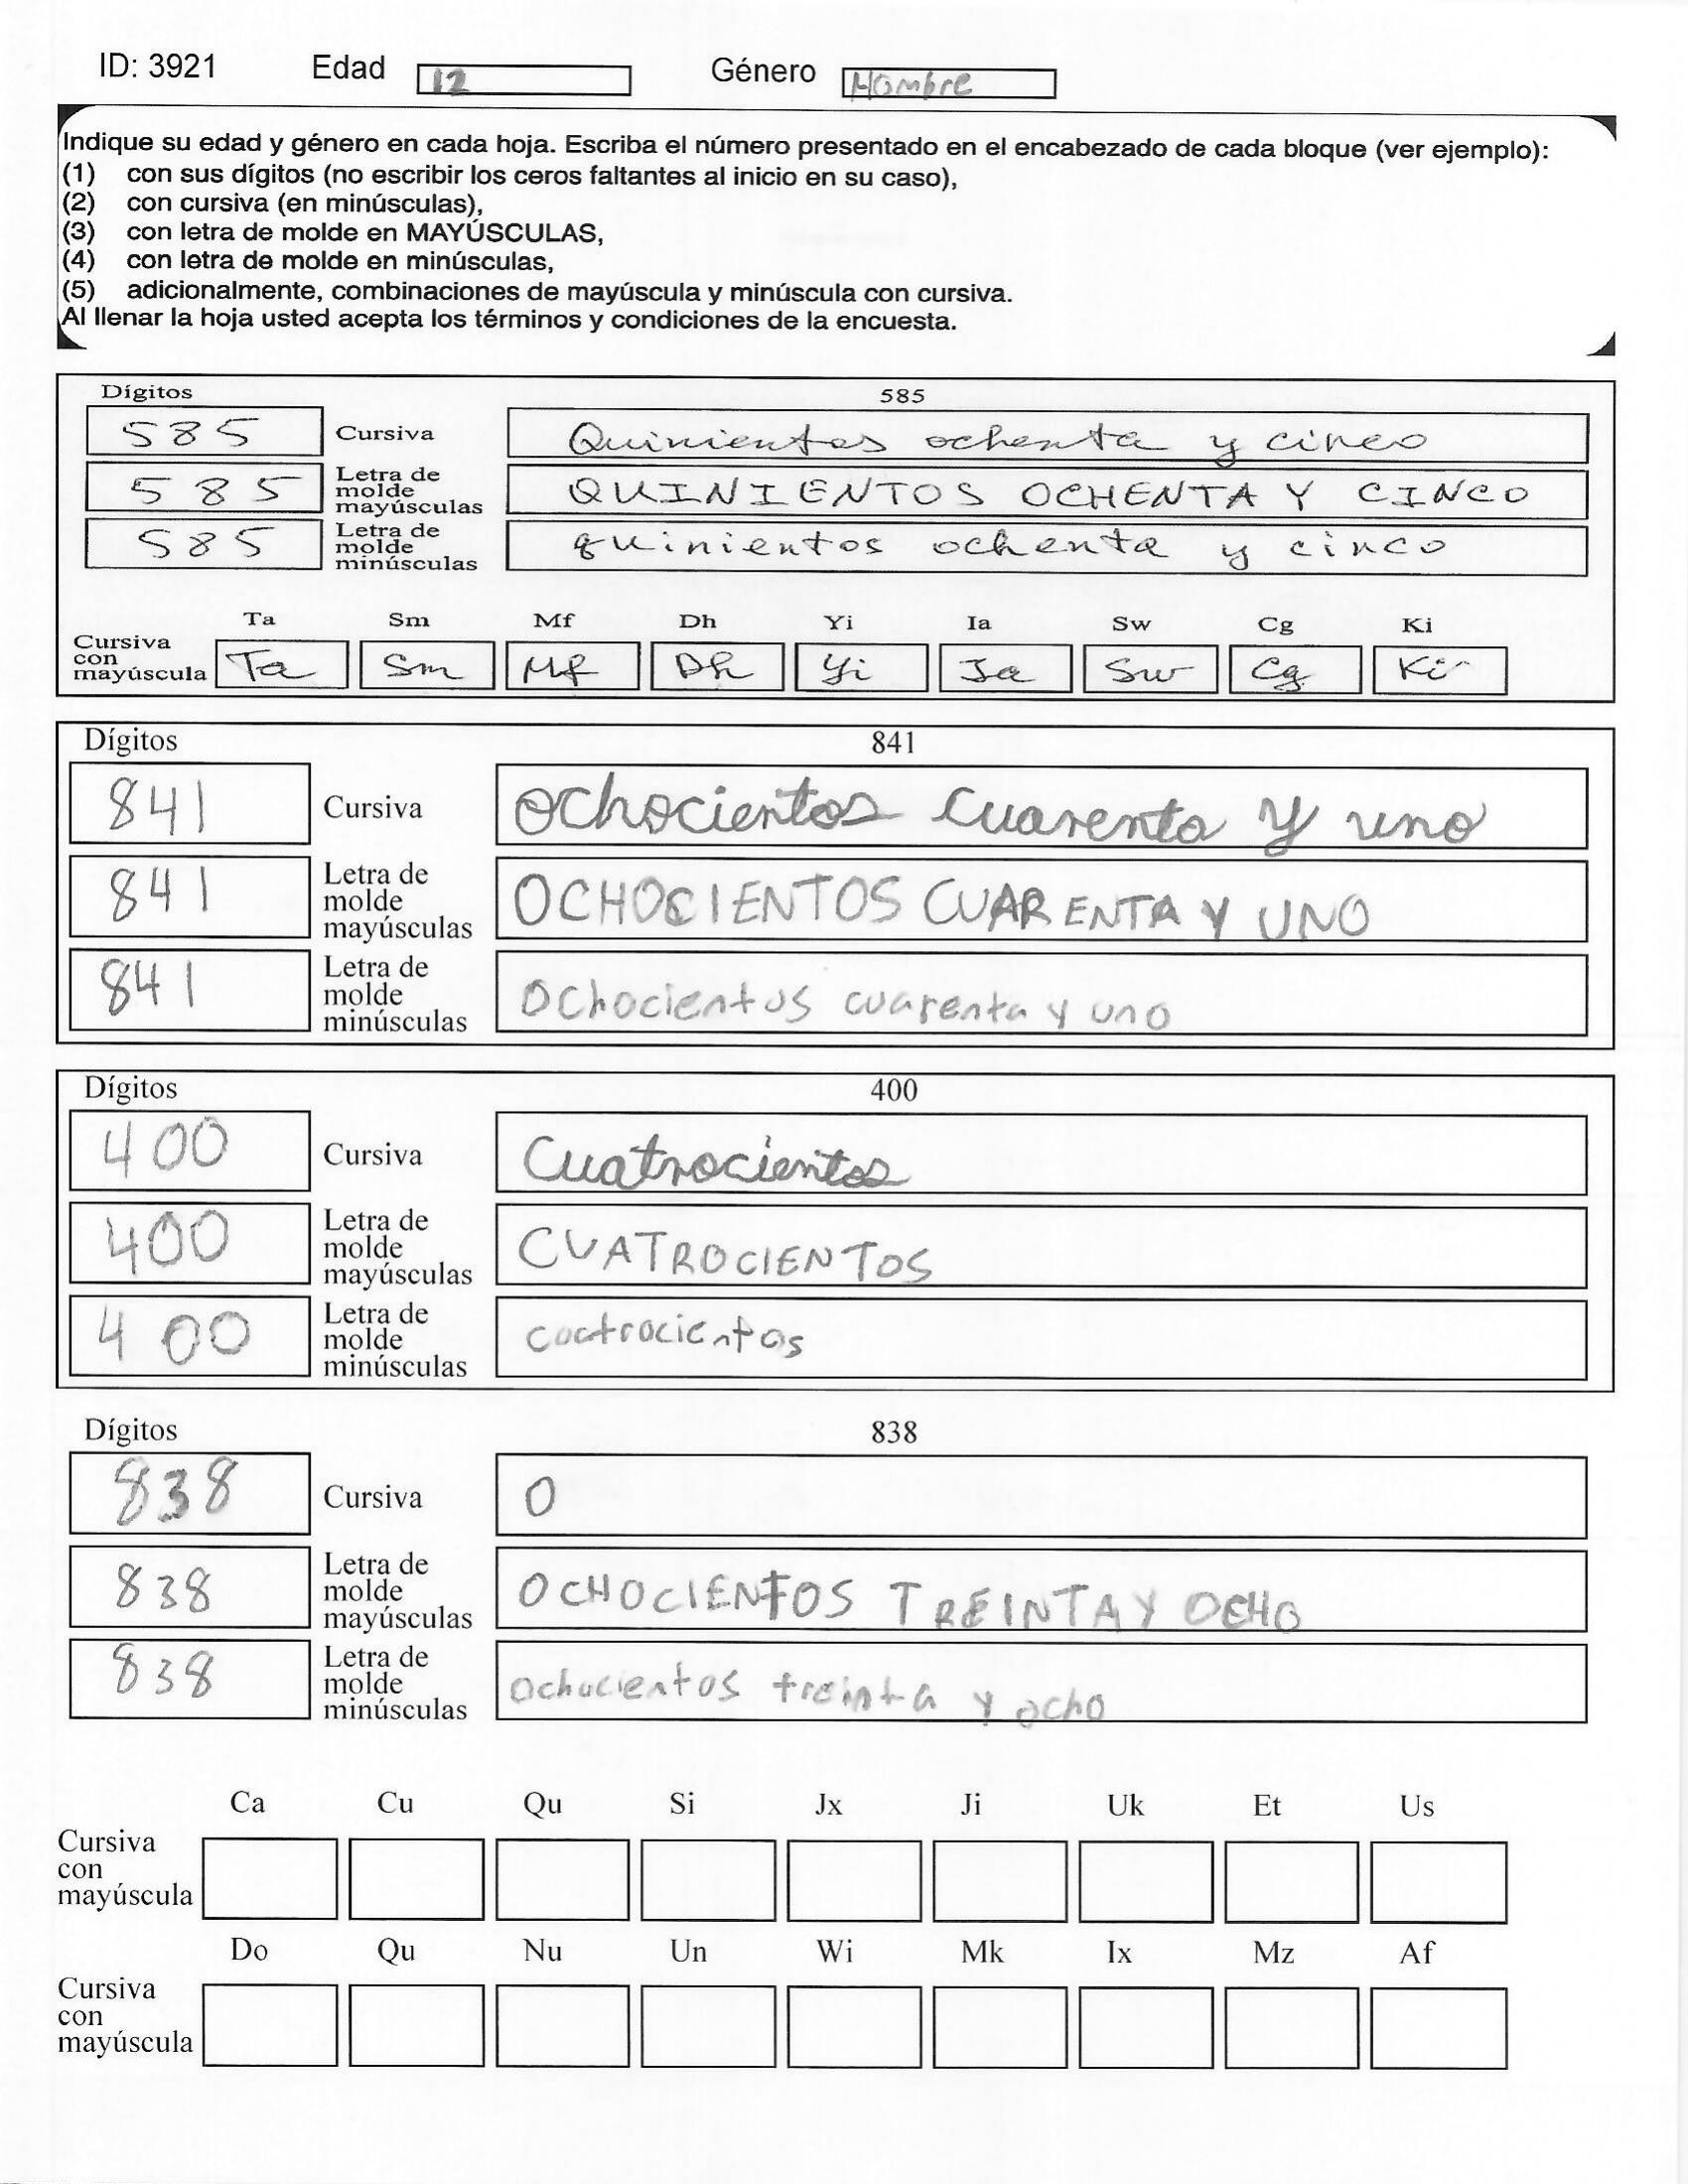 ID: 3921 Edad 12 Género Hombre
Indique su edad y género en cada hoja. Escriba el número presentado en el encabezado de cada bloque (ver ejemplo):
(1) con sus dígitos (no escribir los ceros faltantes al inicio en su caso),
(2) con cursiva (en minúsculas),
(3) con letra de molde en MAYÚSCULAS,
(4) con letra de molde en minúsculas,
(5) adicionalmente, combinaciones de mayúscula y minúscula con cursiva.
Al llenar la hoja usted acepta los términos y condiciones de la encuesta.
Dígitos 585
585 Cursiva Quinientos ochenta y cinco
585 Letra de molde mayúsculas QUINIENTOS OCHENTA Y CINCO
585 Letra de molde minúsculas quinientos ochenta y cinco
Ta Sm Mf Dh Yi Ia Sw Cg Ki
Cursiva con mayúscula Ta Sm Mf Dh Yi Ia Sw Cg Ki
Dígitos 841
841 Cursiva Ochocientos cuarenta y uno
841 Letra de molde mayúsculas OCHOCIENTOS CUARENTA Y UNO
841 Letra de molde minúsculas Ochocientos cuarenta y uno
Dígitos 400
400 Cursiva Cuatrocientos
400 Letra de molde mayúsculas CUATROCIENTOS
400 Letra de molde minúsculas cuatrocientos
Dígitos 838
838 Cursiva O
838 Letra de molde mayúsculas OCHOCIENTOS TREINTA Y OCHO
838 Letra de molde minúsculas ochocientos treinta y ocho
Ca Cu Qu Si Jx Ji Uk Et Us
Cursiva con mayúscula
Do Qu Nu Un Wi Mk Ix Mz Af
Cursiva con mayúscula